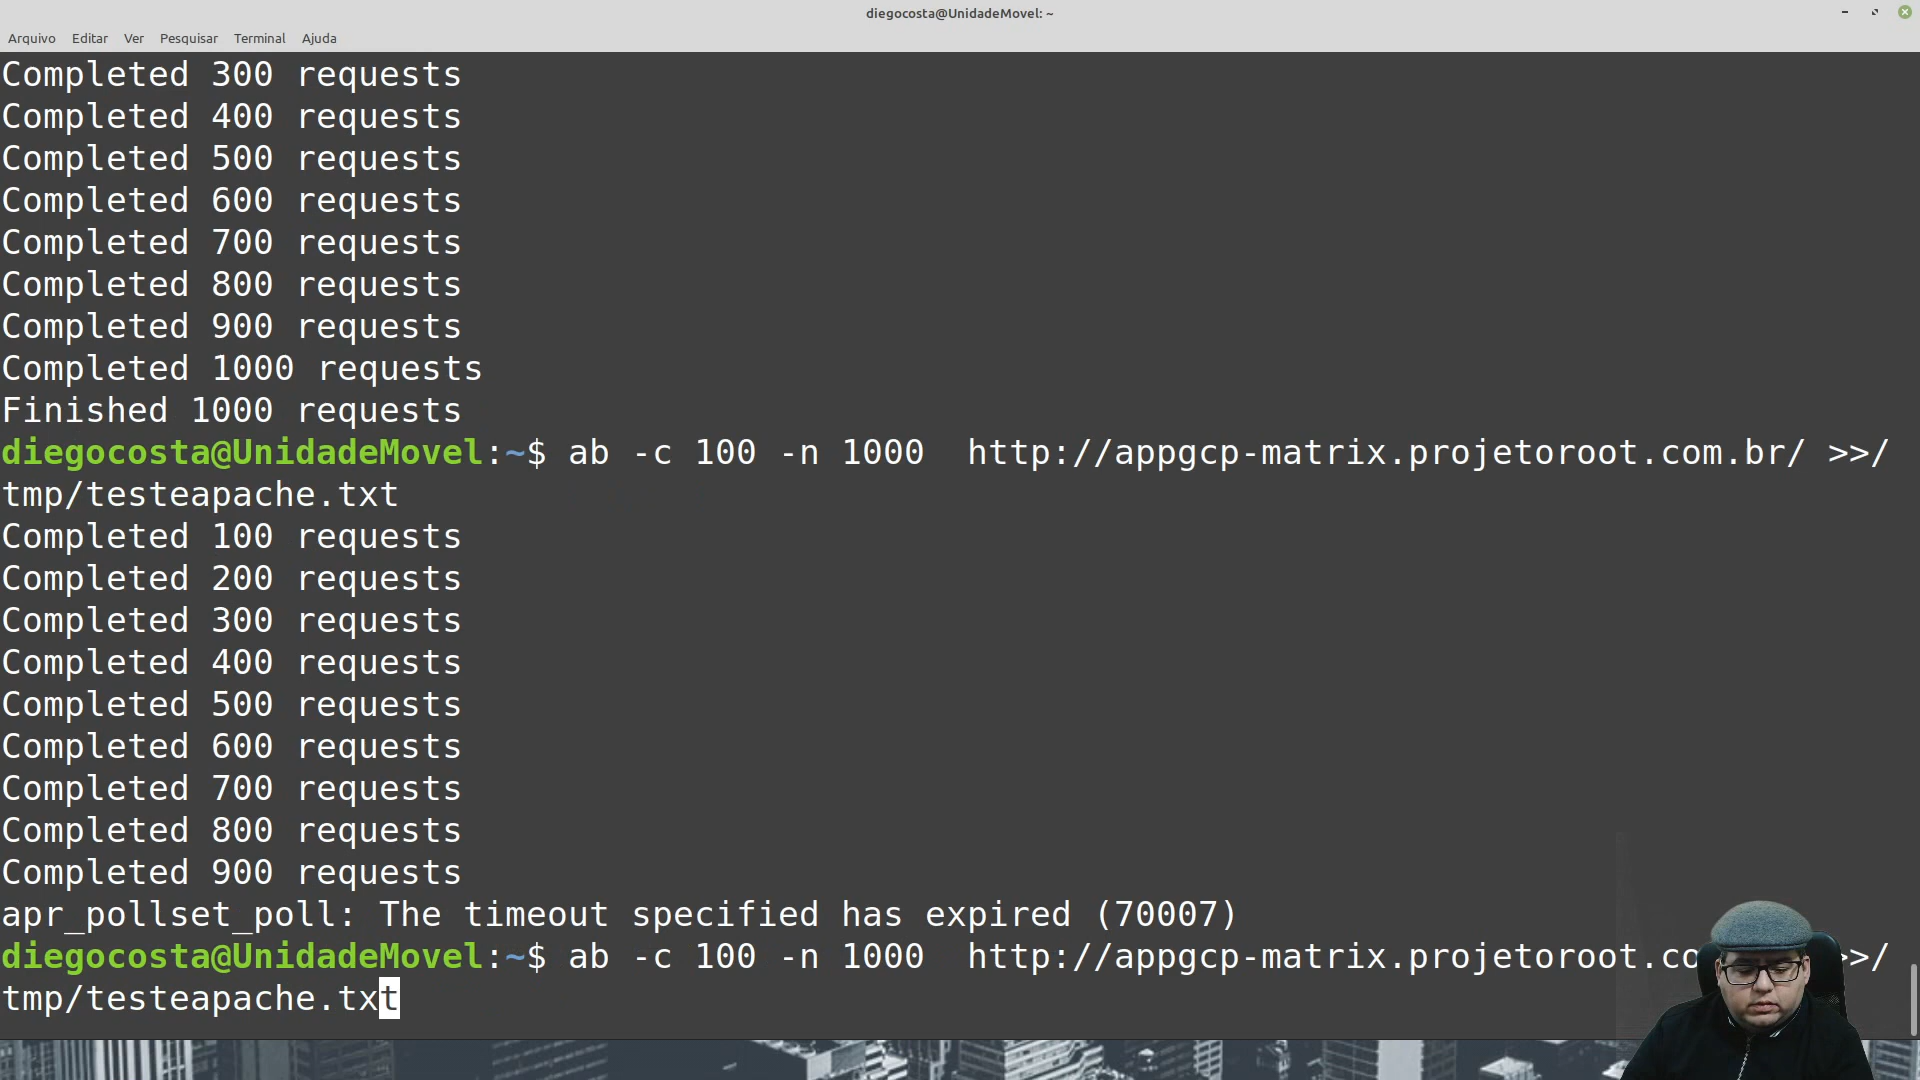 diegocosta@UnidadeMovel: ~
Arquivo Editar Ver Pesquisar Terminal Ajuda
Completed 300 requests
Completed 400 requests
Completed 500 requests
Completed 600 requests
Completed 700 requests
Completed 800 requests
Completed 900 requests
Completed 1000 requests
Finished 1000 requests
diegocosta@UnidadeMovel:~$ ab -c 100 -n 1000  http://appgcp-matrix.projetoroot.com.br/ >>/
tmp/testeapache.txt
Completed 100 requests
Completed 200 requests
Completed 300 requests
Completed 400 requests
Completed 500 requests
Completed 600 requests
Completed 700 requests
Completed 800 requests
Completed 900 requests
apr_pollset_poll: The timeout specified has expired (70007)
diegocosta@UnidadeMovel:~$ ab -c 100 -n 1000  http://appgcp-matrix.projetoroot.co >>/
tmp/testeapache.txt